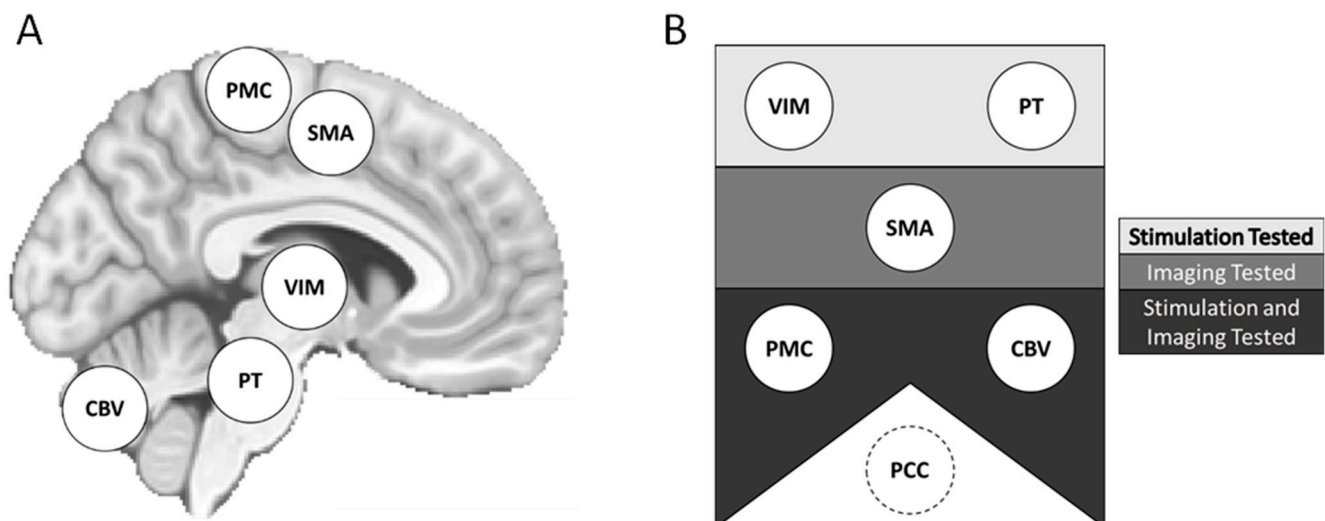 A
PMC
SMA
VIM
PT
CBV
B
VIM
PT
SMA
PMC
CBV
PCC
Stimulation Tested
Imaging Tested
Stimulation and
Imaging Tested